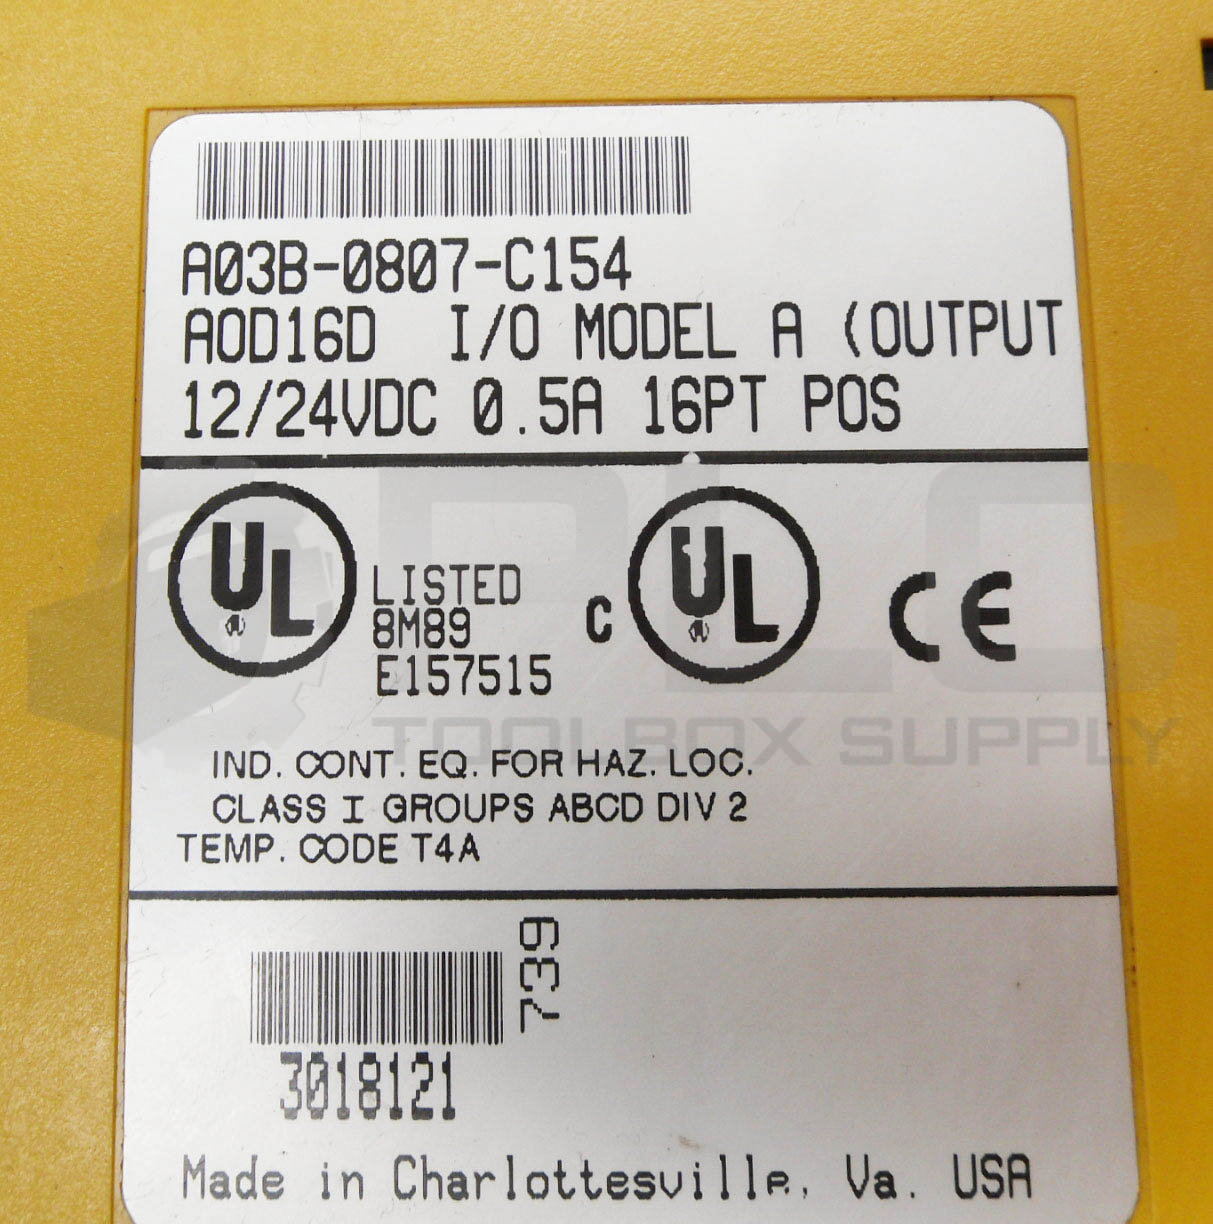 A03B-0807-C154
AOD16D I/O MODEL A (OUTPUT
12/24VDC 0.5A 16PT POS
UL
LISTED
8M89
E157515
C UL CE
PLC
TOOLBOX SUPPLY
IND. CONT. EQ. FOR HAZ. LOC.
CLASS I GROUPS ABCD DIV 2
TEMP. CODE T4A
739
3018121
Made in Charlottesville, Va. USA